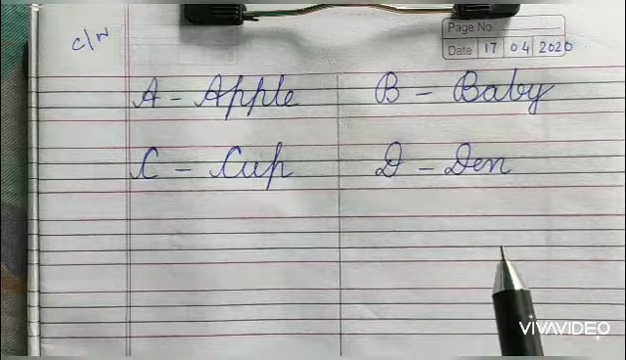 C/W
Page No.
Date 17 04 2020
A - Apple B - Baby
C - Cup D - Den
VIVAVIDEO